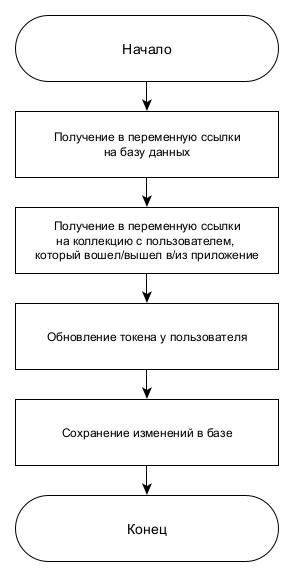 Начало
Получение в переменную ссылки
на базу данных
Получение в переменную ссылки
на коллекцию с пользователем,
который вошел/вышел в/из приложение
Обновление токена у пользователя
Сохранение изменений в базе
Конец